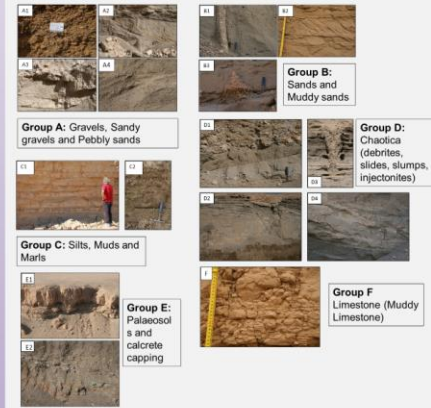 A1
A2
A3
A4
Group A: Gravels, Sandy
gravels and Pebbly sands
B1
B2
B3
Group B:
Sands and
Muddy sands
C1
C2
Group C: Silts, Muds and
Marls
D1
D3
D2
D4
Group D:
Chaotica
(debrites,
slides, slumps,
injectonites)
E1
E2
Group E:
Palaeosol
s and
calcrete
capping
F
Group F
Limestone (Muddy
Limestone)